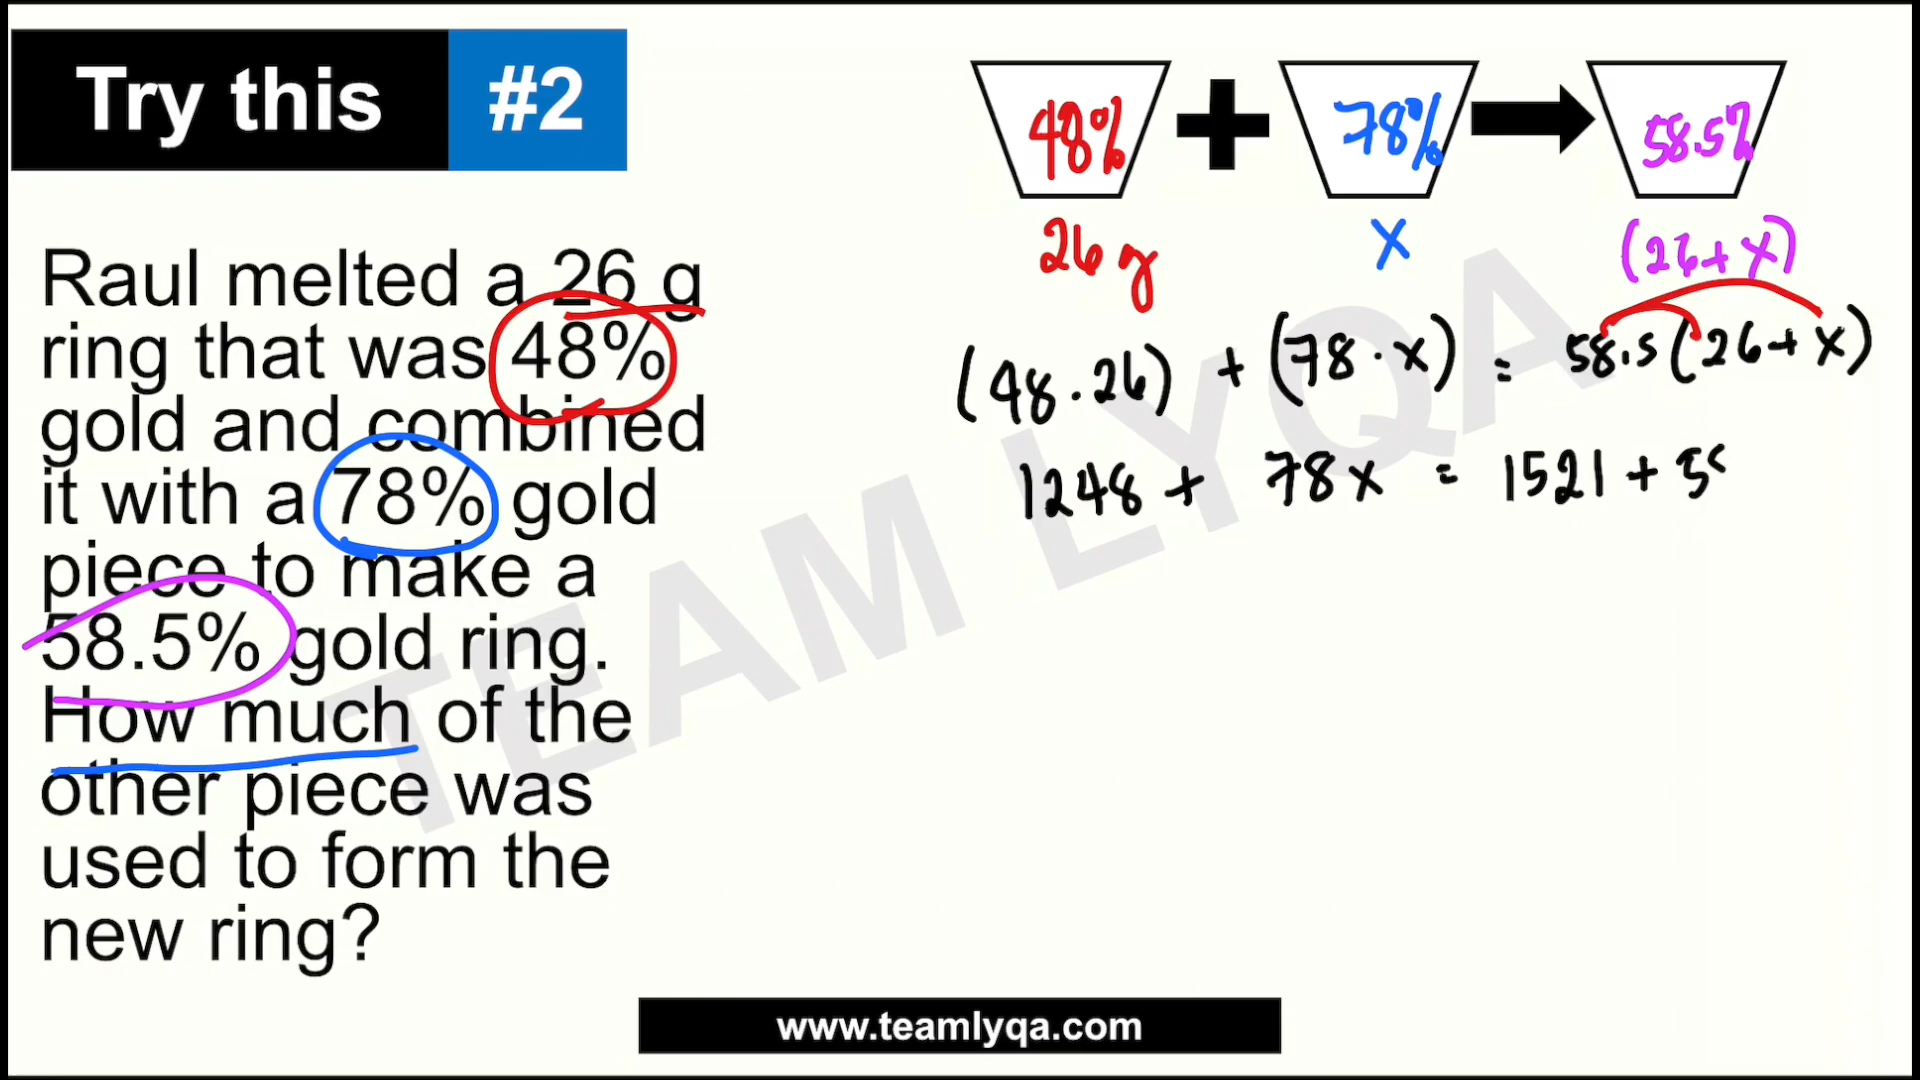 Try this #2
48% + 78% 58.5%
26 g x (26+x)
Raul melted a 26 g
ring that was 48%
gold and combined
it with a 78% gold
piece to make a
58.5% gold ring.
How much of the
other piece was
used to form the
new ring?
(48.26) + (78.x) = 58.5(26+x)
1248 + 78x = 1521 + 5
TEAM LYQA
www.teamlyqa.com